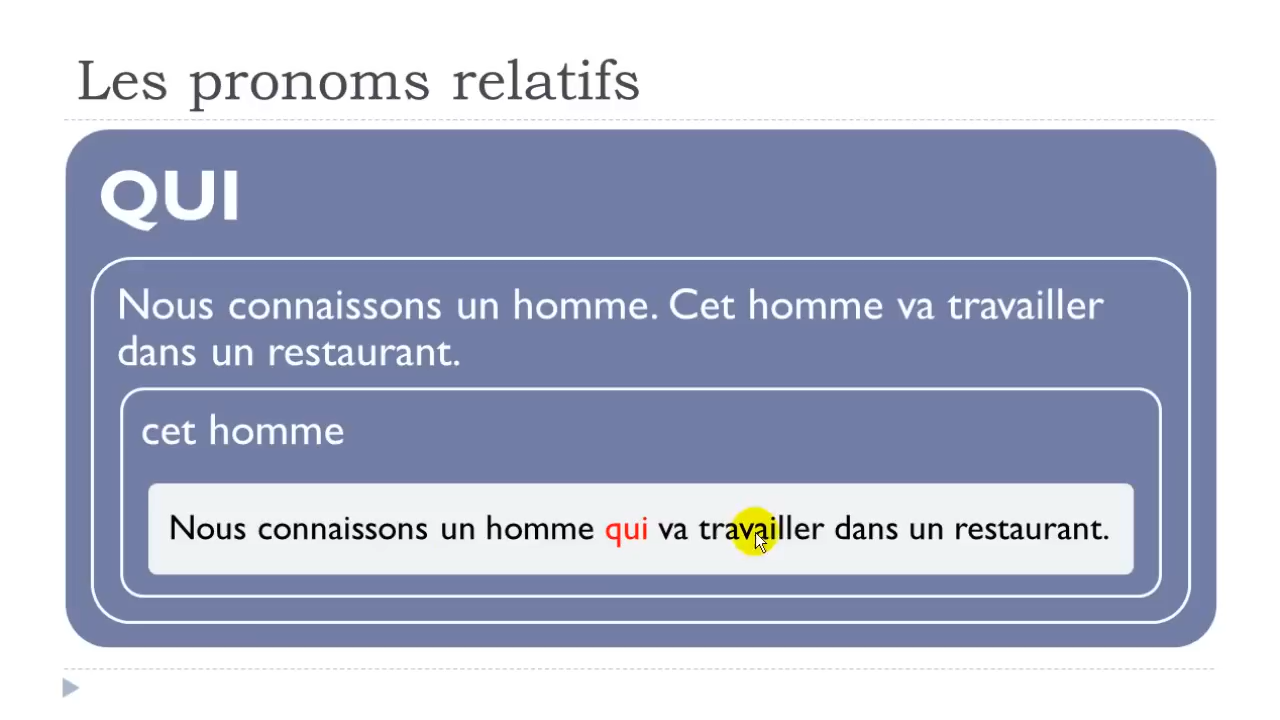 Les pronoms relatifs
QUI
Nous connaissons un homme. Cet homme va travailler
dans un restaurant.
cet homme
Nous connaissons un homme qui va travailler dans un restaurant.